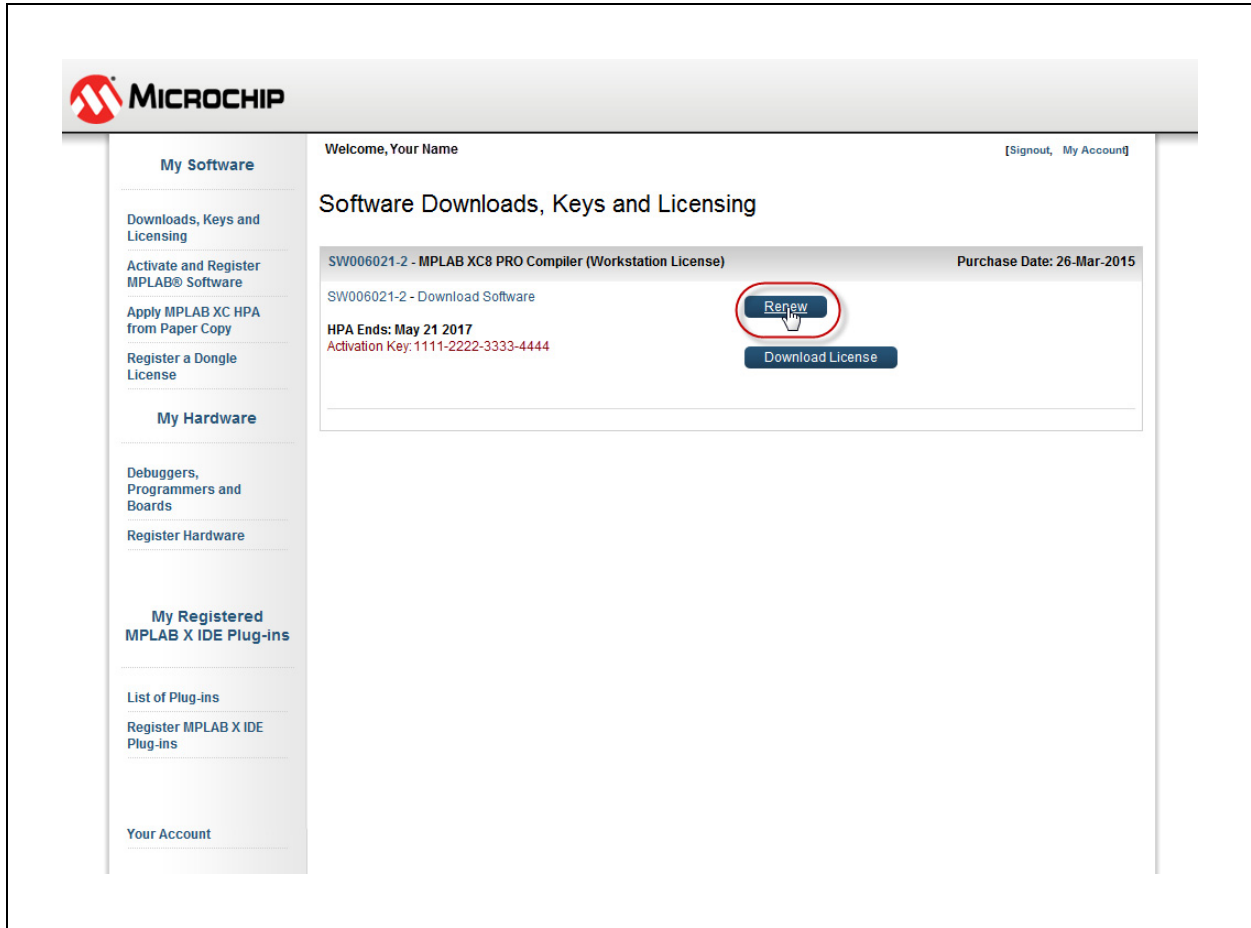 MICROCHIP
My Software
Downloads, Keys and
Licensing
Activate and Register
MPLAB® Software
Apply MPLAB XC HPA
from Paper Copy
Register a Dongle
License
My Hardware
Debuggers,
Programmers and
Boards
Register Hardware
My Registered
MPLAB X IDE Plug-ins
List of Plug-ins
Register MPLAB X IDE
Plug-ins
Your Account
Welcome, Your Name
[Signout, My Account]
Software Downloads, Keys and Licensing
SW006021-2 - MPLAB XC8 PRO Compiler (Workstation License)
Purchase Date: 26-Mar-2015
SW006021-2 - Download Software
Renew
HPA Ends: May 21 2017
Activation Key: 1111-2222-3333-4444
Download License